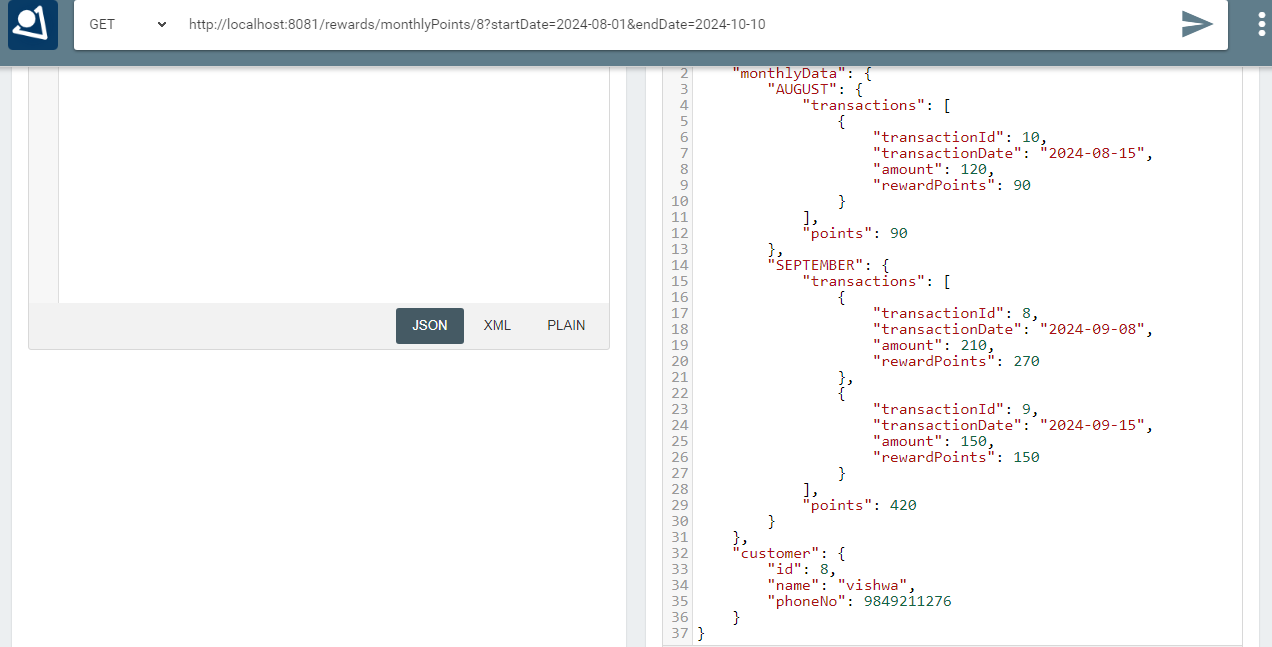 GET http://localhost:8081/rewards/monthlyPoints/8?startDate=2024-08-01&endDate=2024-10-10
JSON XML PLAIN
2 "monthlyData": {
3 "AUGUST": {
4 "transactions": [
5 {
6 "transactionId": 10,
7 "transactionDate": "2024-08-15",
8 "amount": 120,
9 "rewardPoints": 90
10 }
11 ],
12 "points": 90
13 },
14 "SEPTEMBER": {
15 "transactions": [
16 {
17 "transactionId": 8,
18 "transactionDate": "2024-09-08",
19 "amount": 210,
20 "rewardPoints": 270
21 },
22 {
23 "transactionId": 9,
24 "transactionDate": "2024-09-15",
25 "amount": 150,
26 "rewardPoints": 150
27 }
28 ],
29 "points": 420
30 }
31 },
32 "customer": {
33 "id": 8,
34 "name": "vishwa",
35 "phoneNo": 9849211276
36 }
37 }